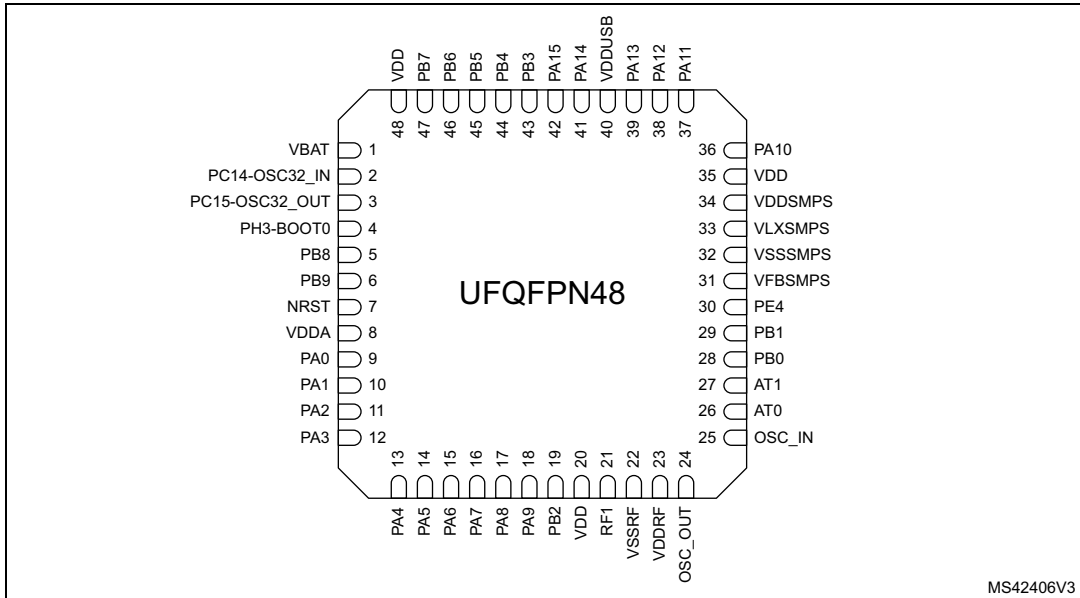 VDD
PB7
PB6
PB5
PB4
PB3
PA15
PA14
VDDUSB
PA13
PA12
PA11
48
47
46
45
44
43
42
41
40
39
38
37
VBAT 1
PC14-OSC32_IN 2
PC15-OSC32_OUT 3
PH3-BOOT0 4
PB8 5
PB9 6
NRST 7
VDDA 8
PA0 9
PA1 10
PA2 11
PA3 12
UFQFPN48
36 PA10
35 VDD
34 VDDSMPS
33 VLXSMPS
32 VSSSMPS
31 VFBSMPS
30 PE4
29 PB1
28 PB0
27 AT1
26 AT0
25 OSC_IN
13
14
15
16
17
18
19
20
21
22
23
24
PA4
PA5
PA6
PA7
PA8
PA9
PB2
VDD
RF1
VSSRF
VDDRF
OSC_OUT
MS42406V3